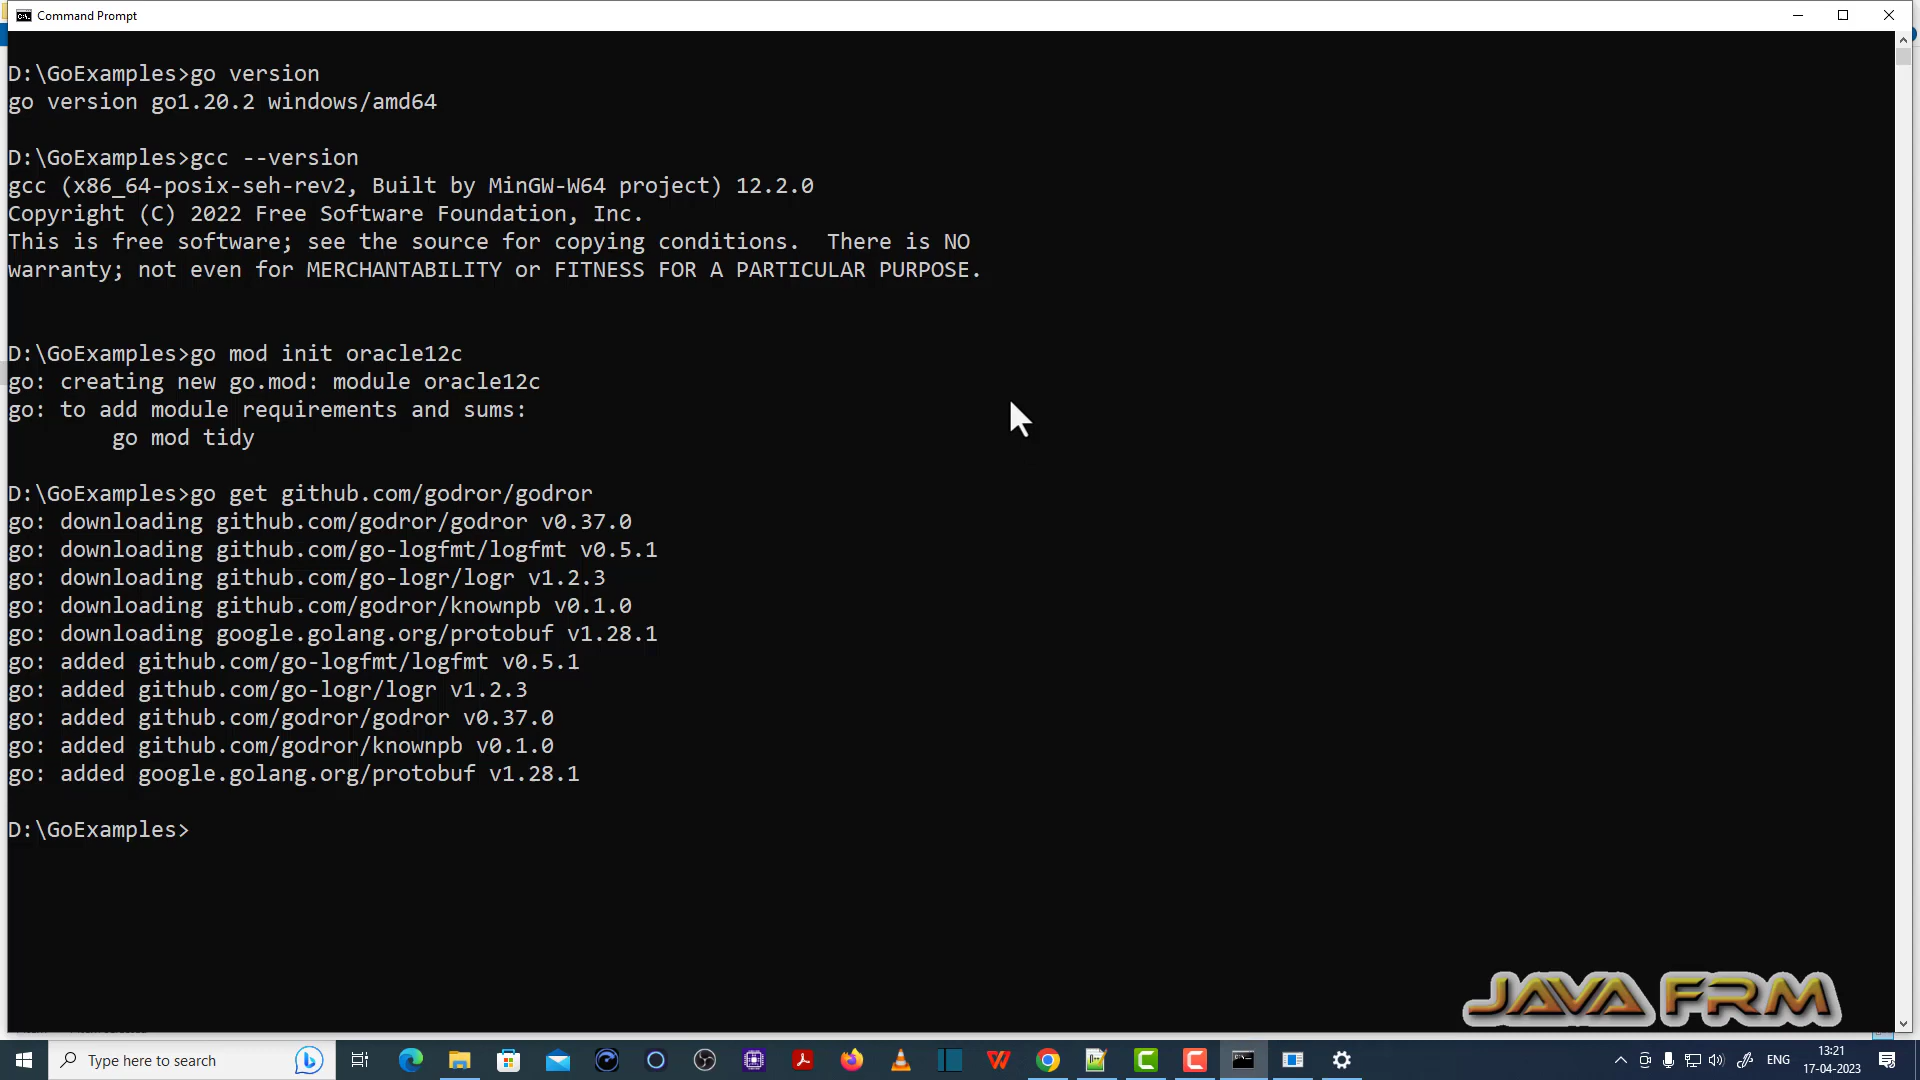 Command Prompt
D:\GoExamples>go version
go version go1.20.2 windows/amd64
D:\GoExamples>gcc --version
gcc (x86_64-posix-seh-rev2, Built by MinGW-W64 project) 12.2.0
Copyright (C) 2022 Free Software Foundation, Inc.
This is free software; see the source for copying conditions.  There is NO
warranty; not even for MERCHANTABILITY or FITNESS FOR A PARTICULAR PURPOSE.
D:\GoExamples>go mod init oracle12c
go: creating new go.mod: module oracle12c
go: to add module requirements and sums:
        go mod tidy
D:\GoExamples>go get github.com/godror/godror
go: downloading github.com/godror/godror v0.37.0
go: downloading github.com/go-logfmt/logfmt v0.5.1
go: downloading github.com/go-logr/logr v1.2.3
go: downloading github.com/godror/knownpb v0.1.0
go: downloading google.golang.org/protobuf v1.28.1
go: added github.com/go-logfmt/logfmt v0.5.1
go: added github.com/go-logr/logr v1.2.3
go: added github.com/godror/godror v0.37.0
go: added github.com/godror/knownpb v0.1.0
go: added google.golang.org/protobuf v1.28.1
D:\GoExamples>
JAVA FRM
Type here to search
ENG
13:21
17-04-2023